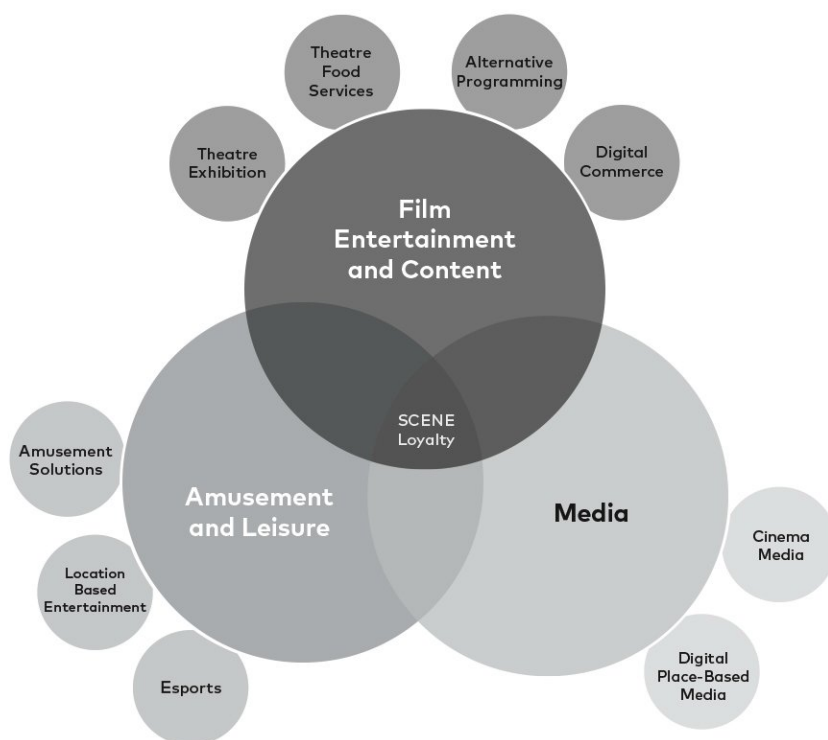 Theatre
Food
Services
Alternative
Programming
Theatre
Exhibition
Digital
Commerce
Film
Entertainment
and Content
SCENE
Loyalty
Amusement
Solutions
Amusement
and Leisure
Media
Cinema
Media
Location
Based
Entertainment
Esports
Digital
Place-Based
Media